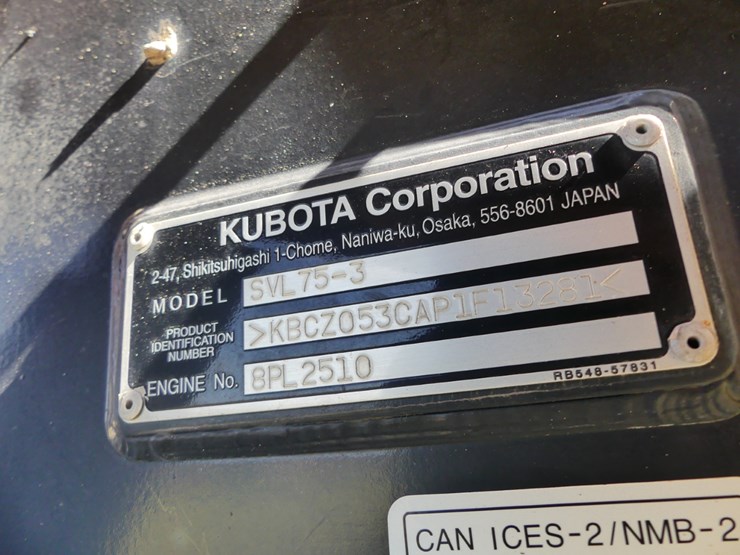 KUBOTA Corporation
2-47, Shikitsuhigashi 1-Chome, Naniwa-ku, Osaka, 556-8601 JAPAN
MODEL SVL75-3
PRODUCT IDENTIFICATION NUMBER >KBCZ053CAP1F13281<
ENGINE No. 8PL2510
RB548-57831
CAN ICES-2/NMB-2